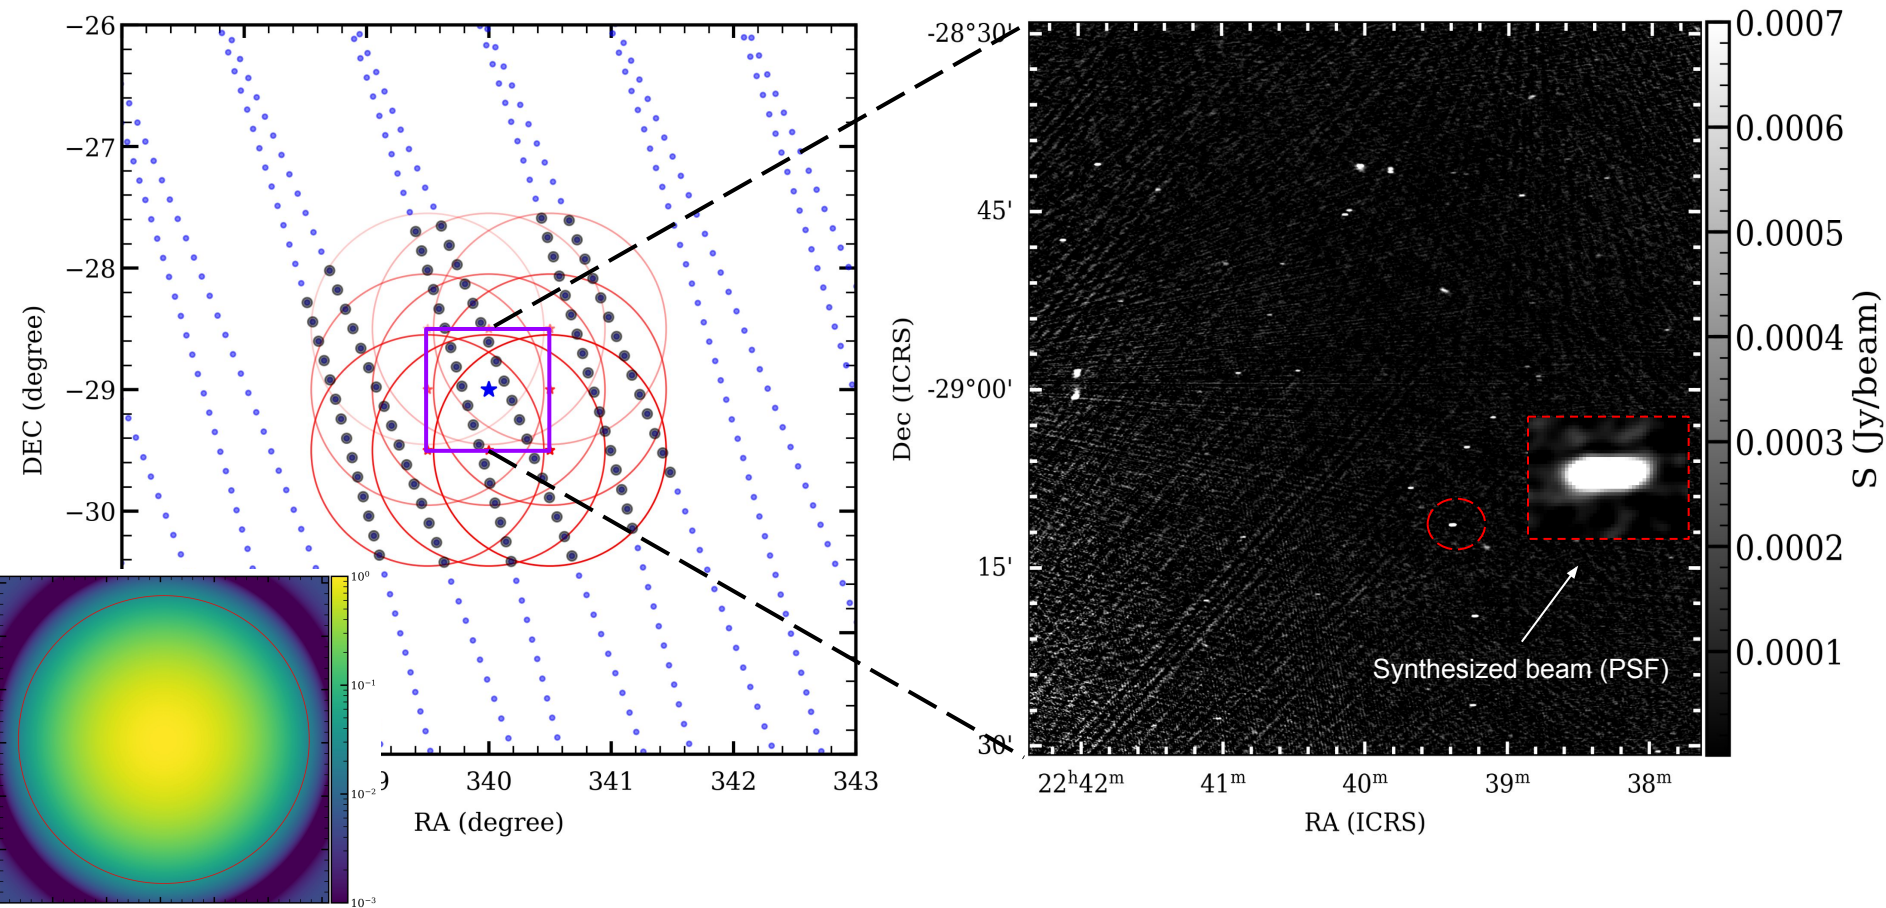 −26
−27
−28
−29
−30
DEC (degree)
9
340
341
342
343
RA (degree)
10⁰
10⁻¹
10⁻²
10⁻³
-28°30'
45'
-29°00'
15'
30'
Dec (ICRS)
22ʰ42ᵐ
41ᵐ
40ᵐ
39ᵐ
38ᵐ
RA (ICRS)
Synthesized beam (PSF)
0.0007
0.0006
0.0005
0.0004
0.0003
0.0002
0.0001
S (Jy/beam)